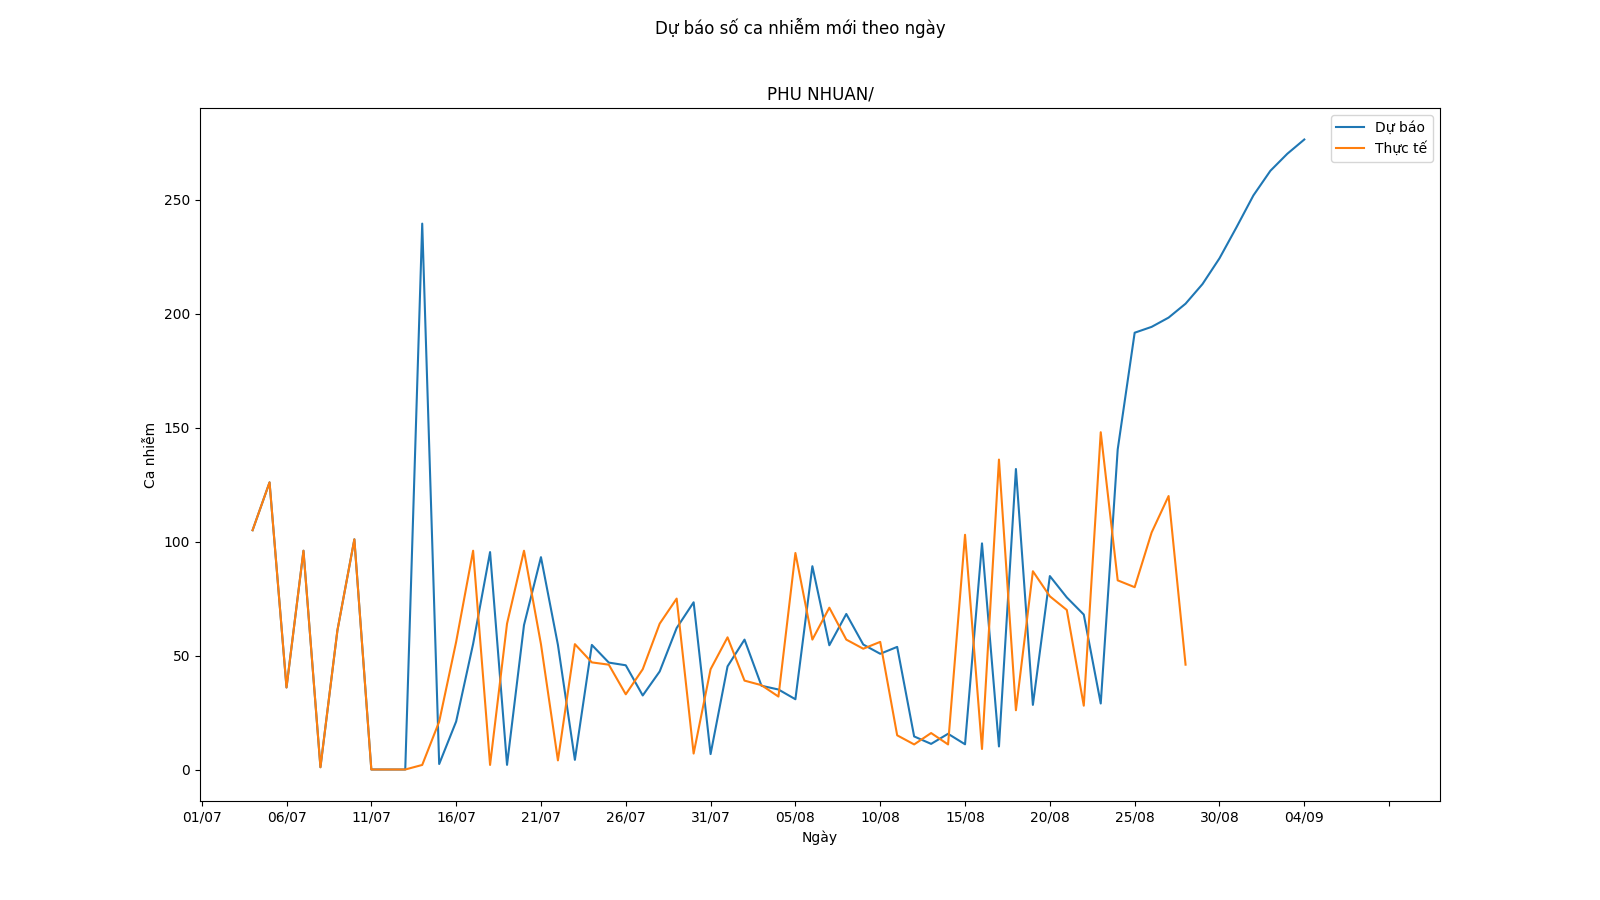 Dự báo số ca nhiễm mới theo ngày
PHU NHUAN/
Dự báo
Thực tế
Ca nhiễm
250
200
150
100
50
0
01/07 06/07 11/07 16/07 21/07 26/07 31/07 05/08 10/08 15/08 20/08 25/08 30/08 04/09
Ngày